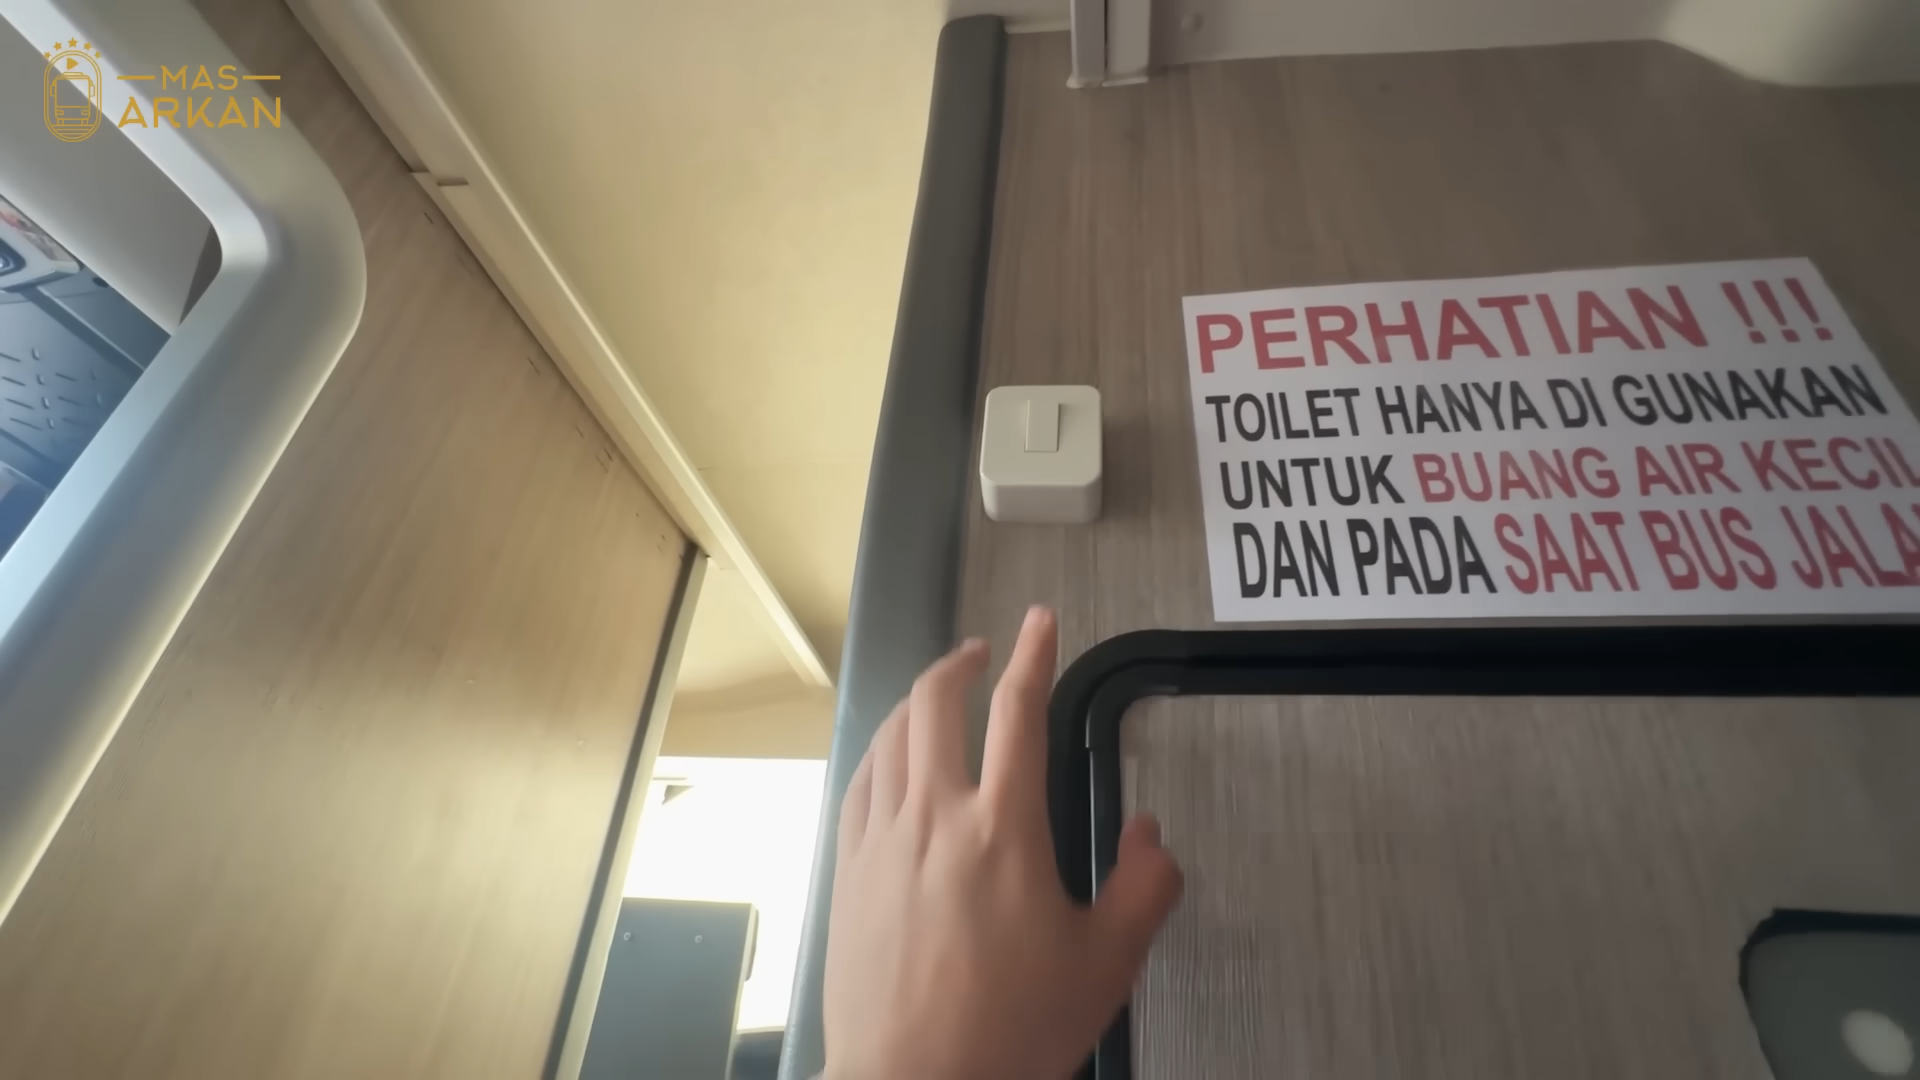 MAS
ARKAN
PERHATIAN !!!
TOILET HANYA DI GUNAKAN
UNTUK BUANG AIR KECIL
DAN PADA SAAT BUS JALA